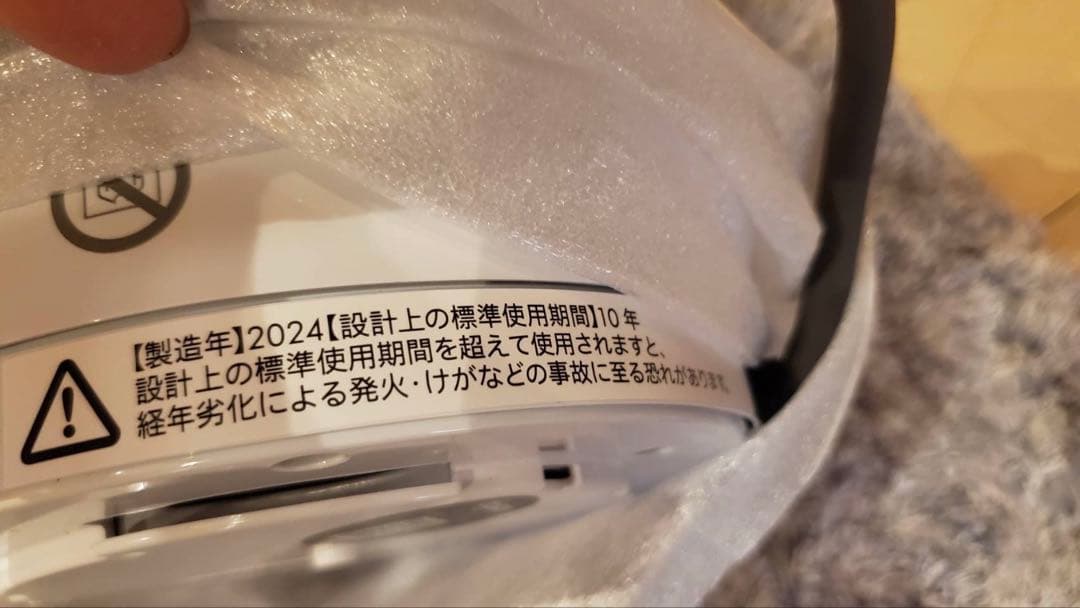 【製造年】2024【設計上の標準使用期間】10年
設計上の標準使用期間を超えて使用されますと、
経年劣化による発火・けがなどの事故に至る恐れがあります。